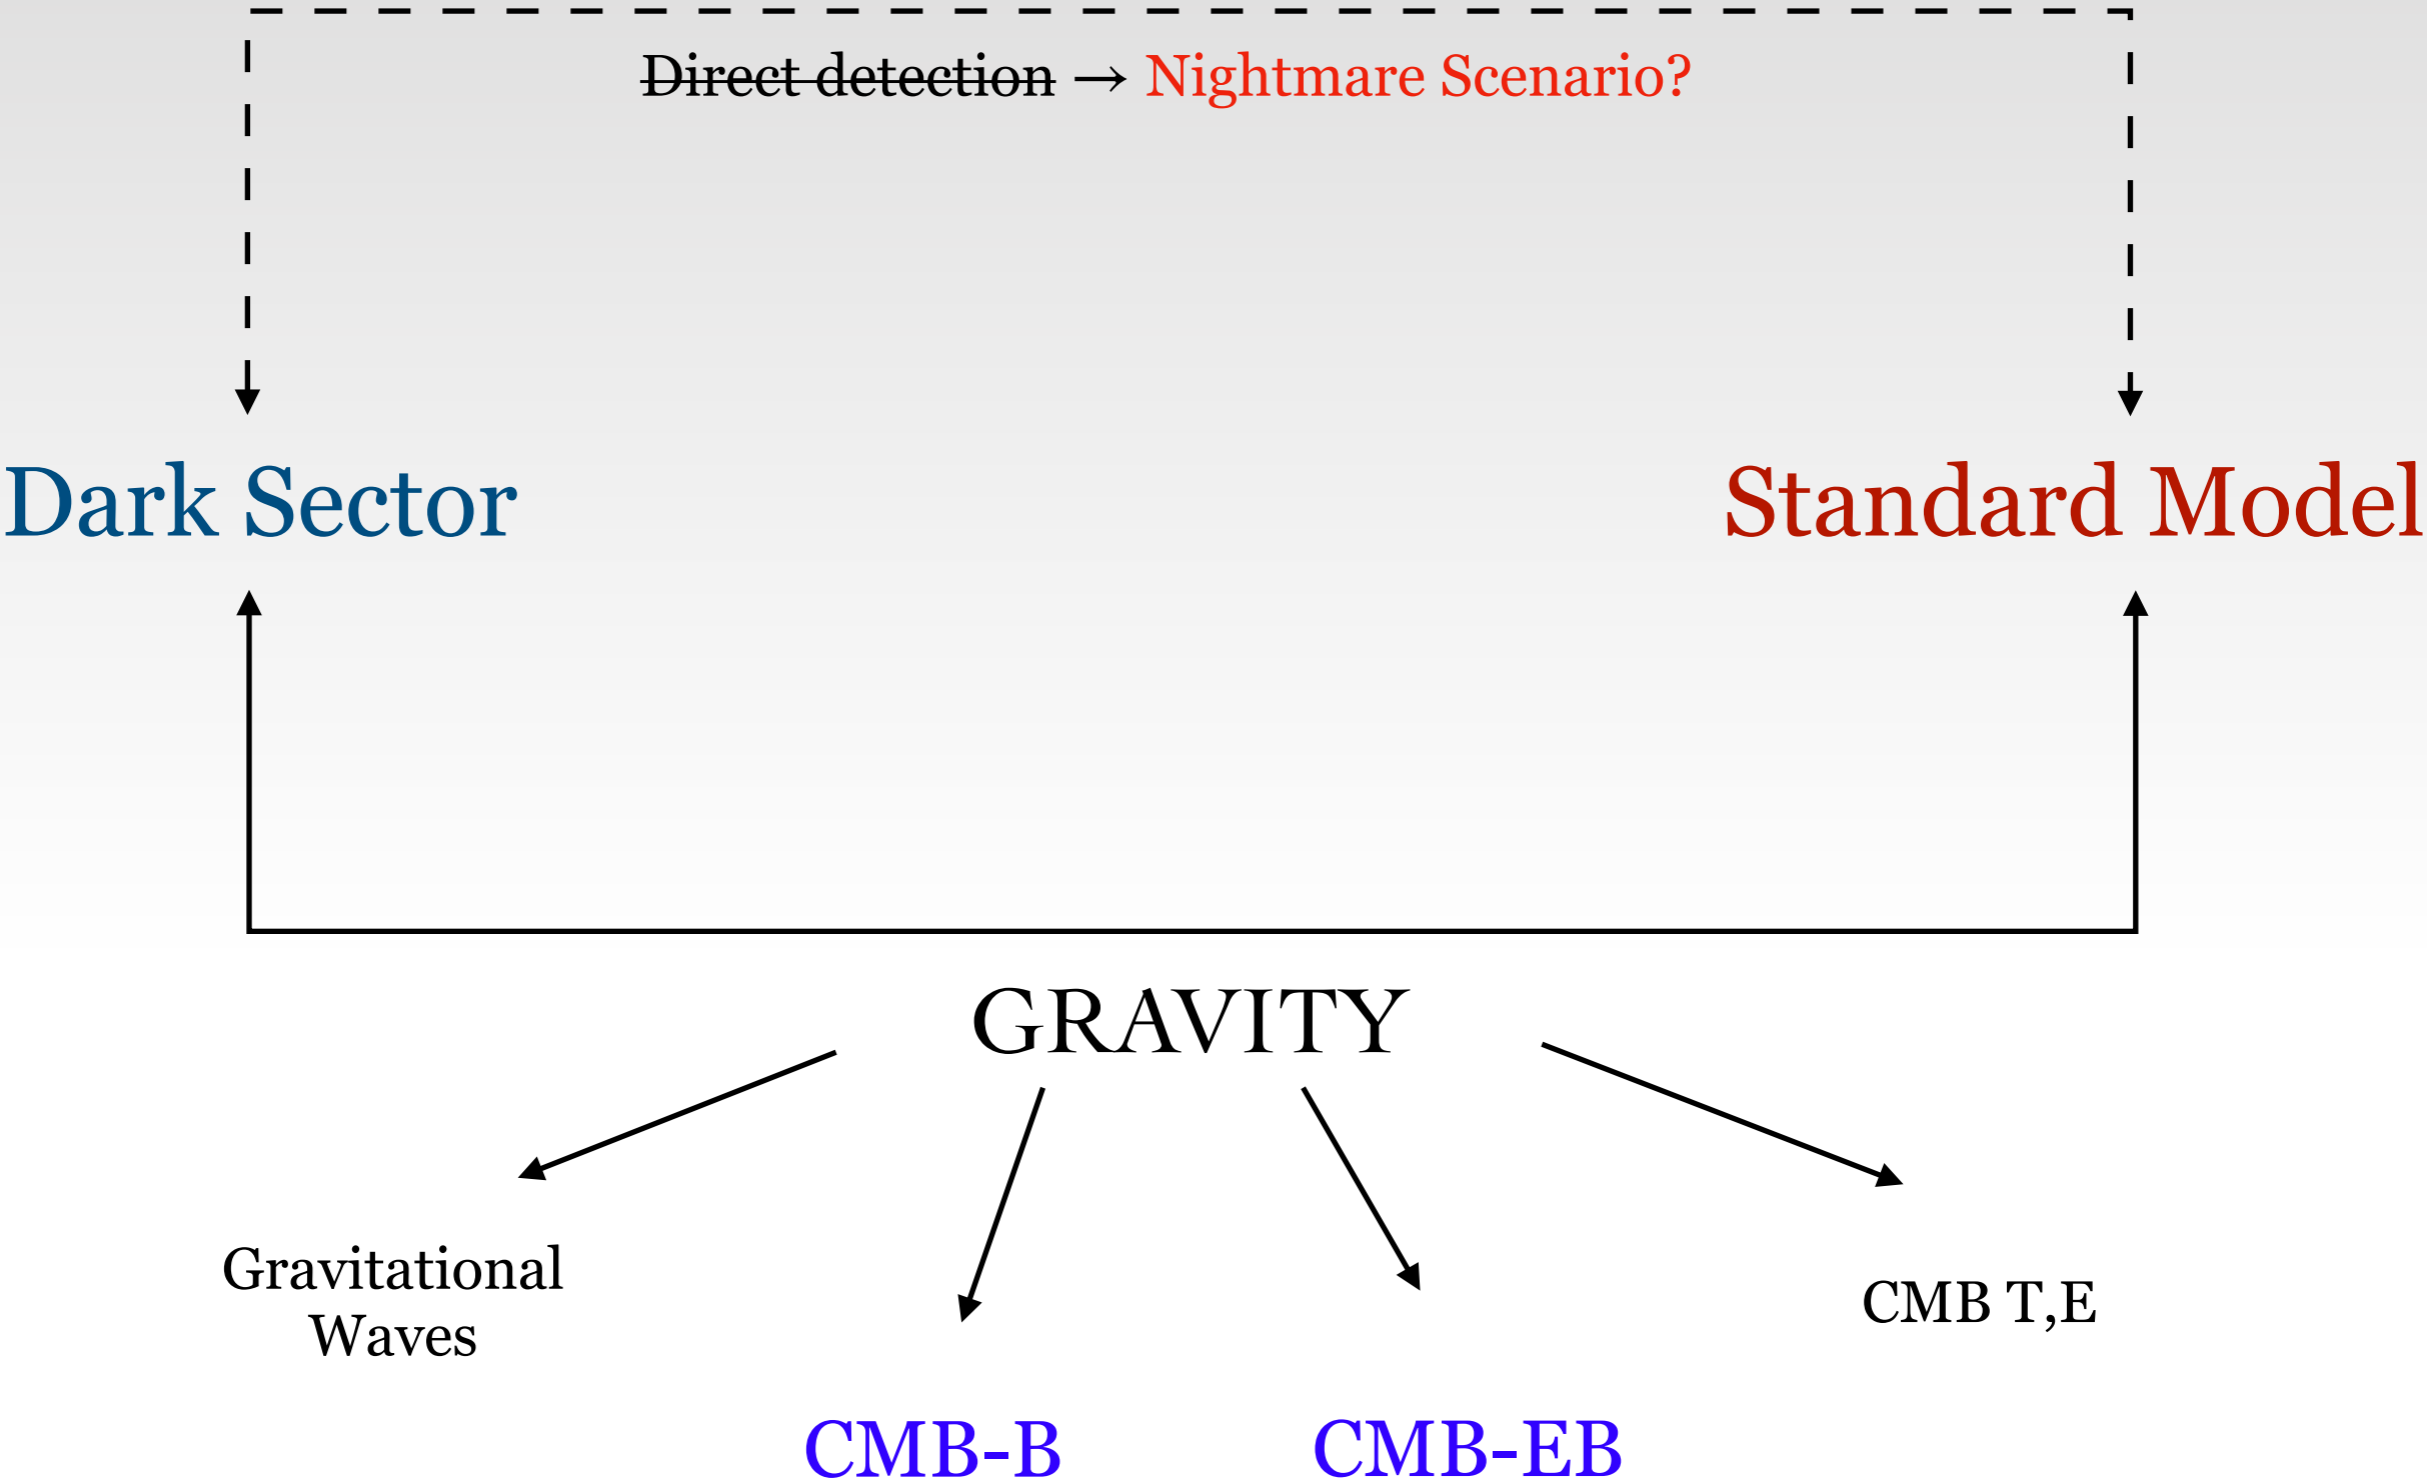 Direct detection → Nightmare Scenario?
Dark Sector
Standard Model
GRAVITY
Gravitational
Waves
CMB T,E
CMB-B
CMB-EB